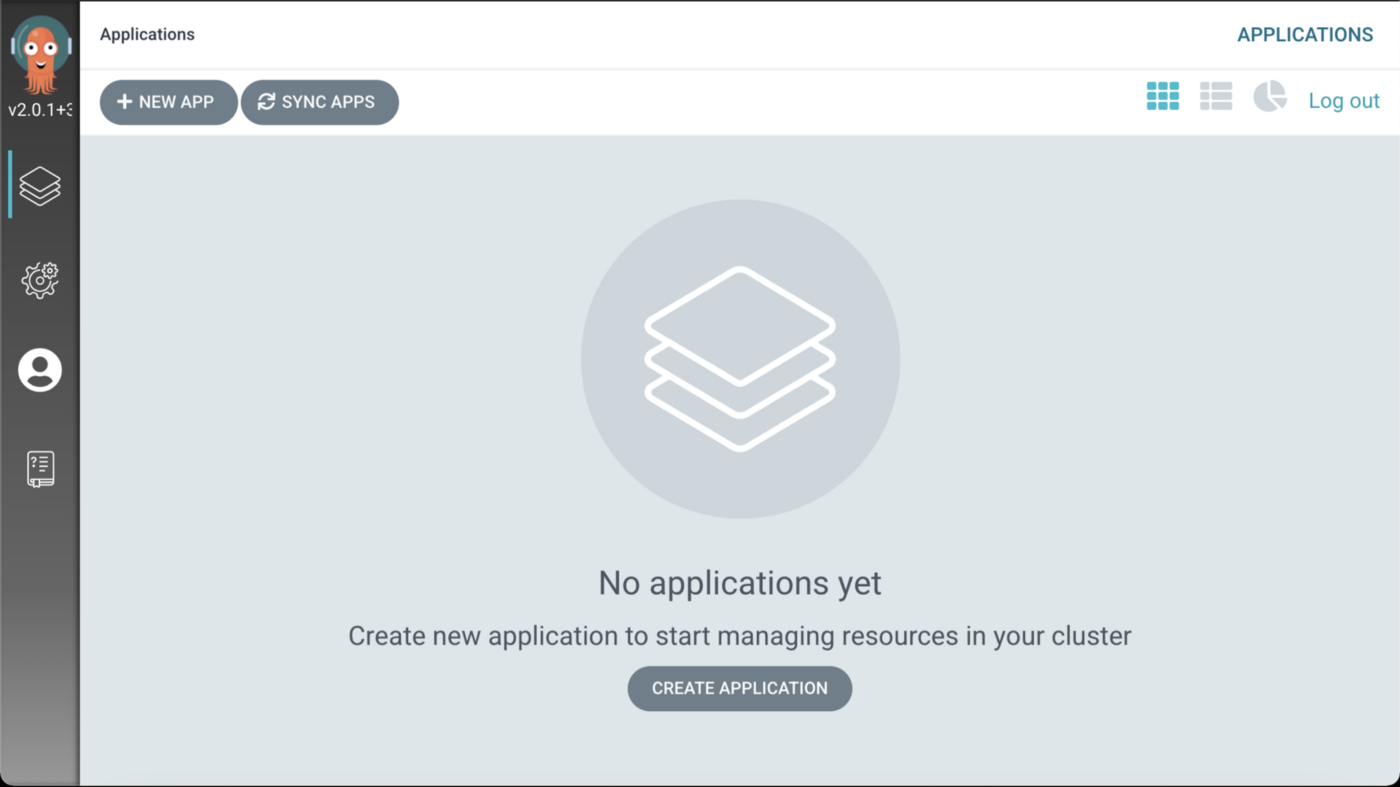 Applications
APPLICATIONS
v2.0.1+3
NEW APP
SYNC APPS
Log out
No applications yet
Create new application to start managing resources in your cluster
CREATE APPLICATION